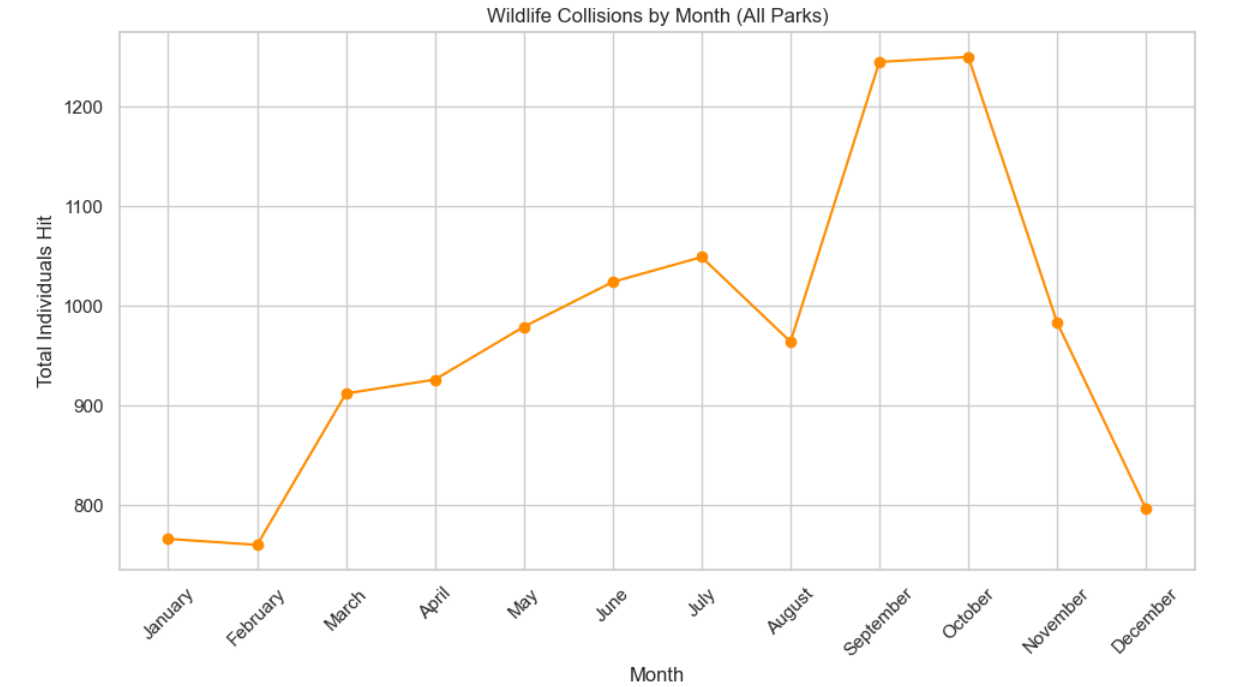 Wildlife Collisions by Month (All Parks)
Total Individuals Hit
1200
1100
1000
900
800
January
February
March
April
May
June
July
August
September
October
November
December
Month